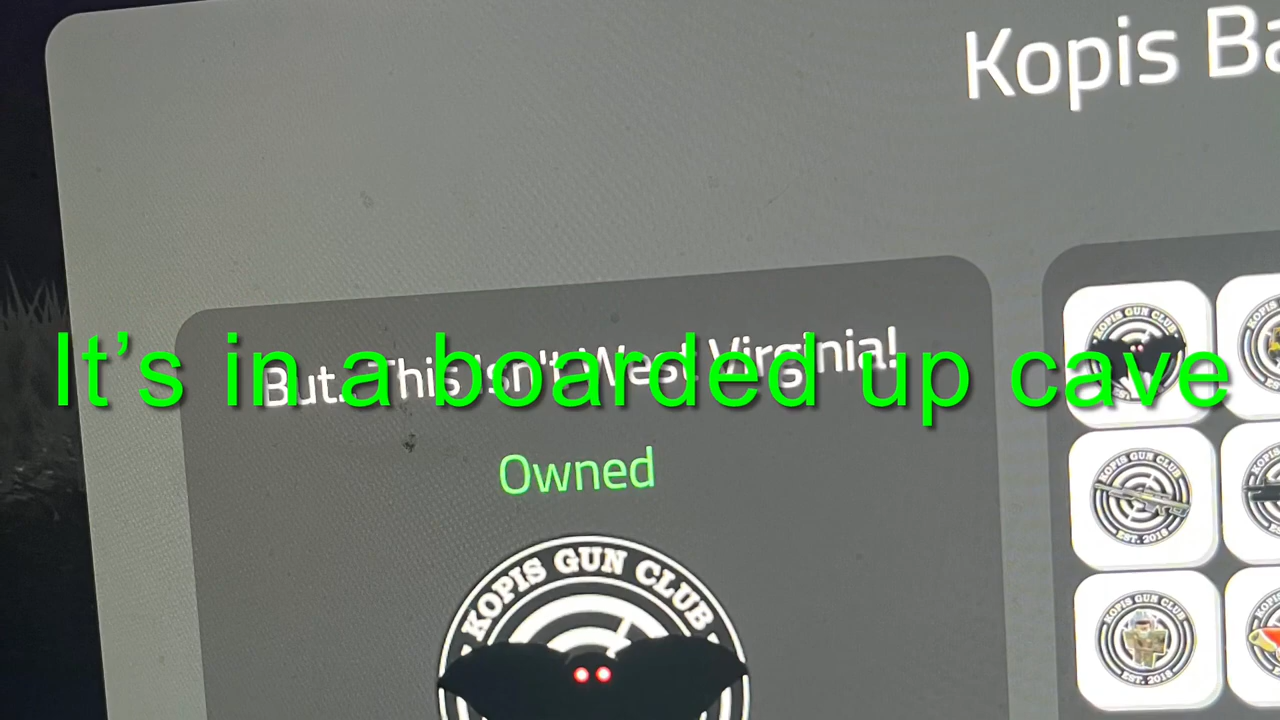 Kopis Ba
But... This Isn't West Virginia!
It's in a boarded up cave
Owned
KOPIS GUN CLUB
KOPIS GUN CLUB
KOPIS GUN CLUB
EST. 2018
KOPIS GUN CLUB
EST. 2018